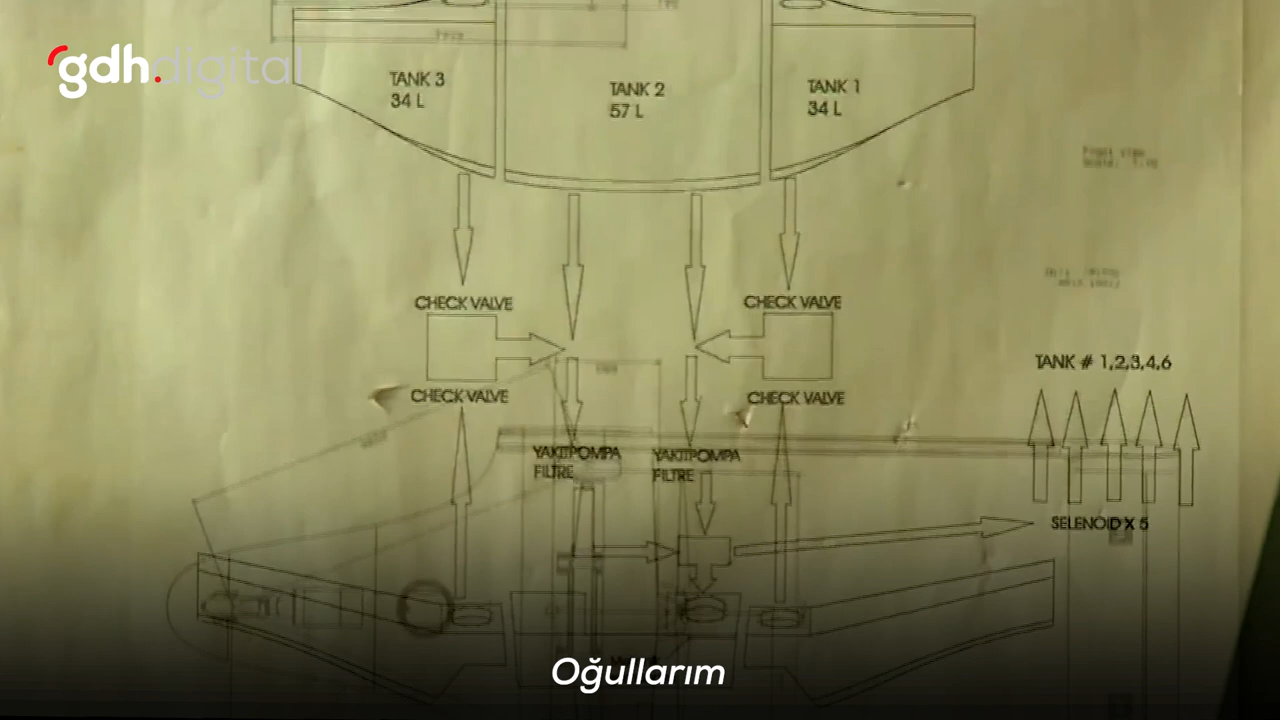 gdh.digital
TANK 3
34 L
TANK 2
57 L
TANK 1
34 L
CHECK VALVE
CHECK VALVE
TANK # 1,2,3,4,6
CHECK VALVE
CHECK VALVE
YAKITPOMPA
FILTRE
YAKITPOMPA
FILTRE
SELENOID X 5
Oğullarım